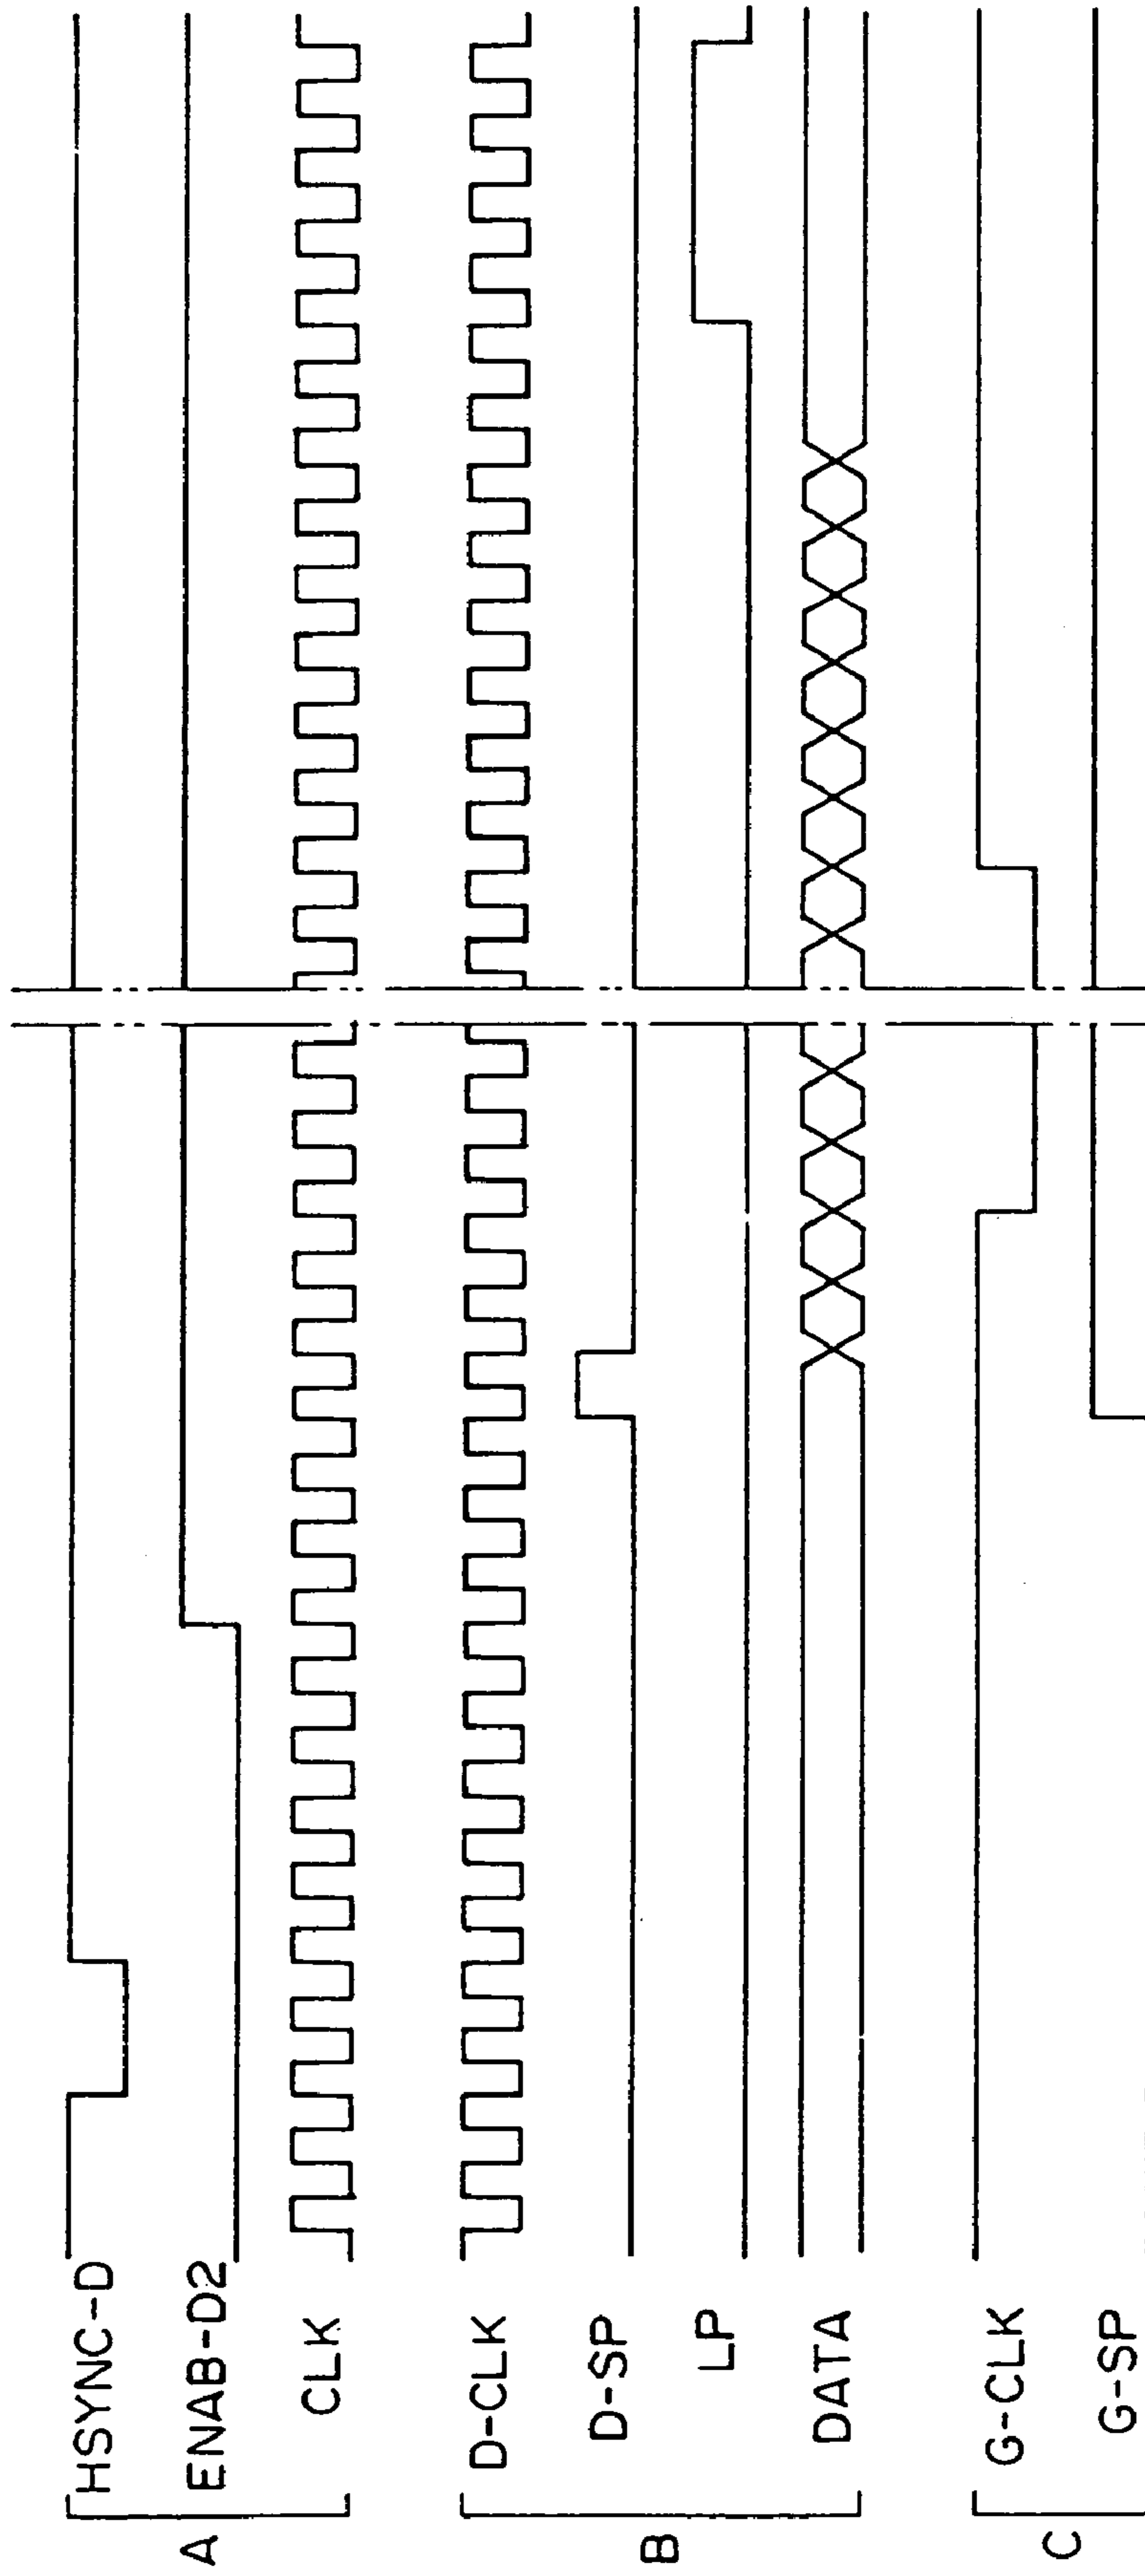 A
HSYNC-D
ENAB-D2
CLK
B
D-CLK
D-SP
LP
DATA
C
G-CLK
G-SP